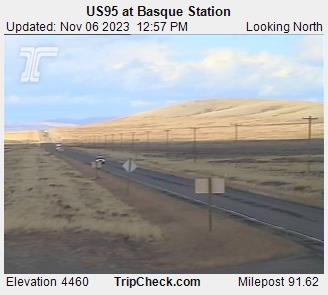 US95 at Basque Station
Updated: Nov 06 2023 12:57 PM Looking North
Elevation 4460 TripCheck.com Milepost 91.62